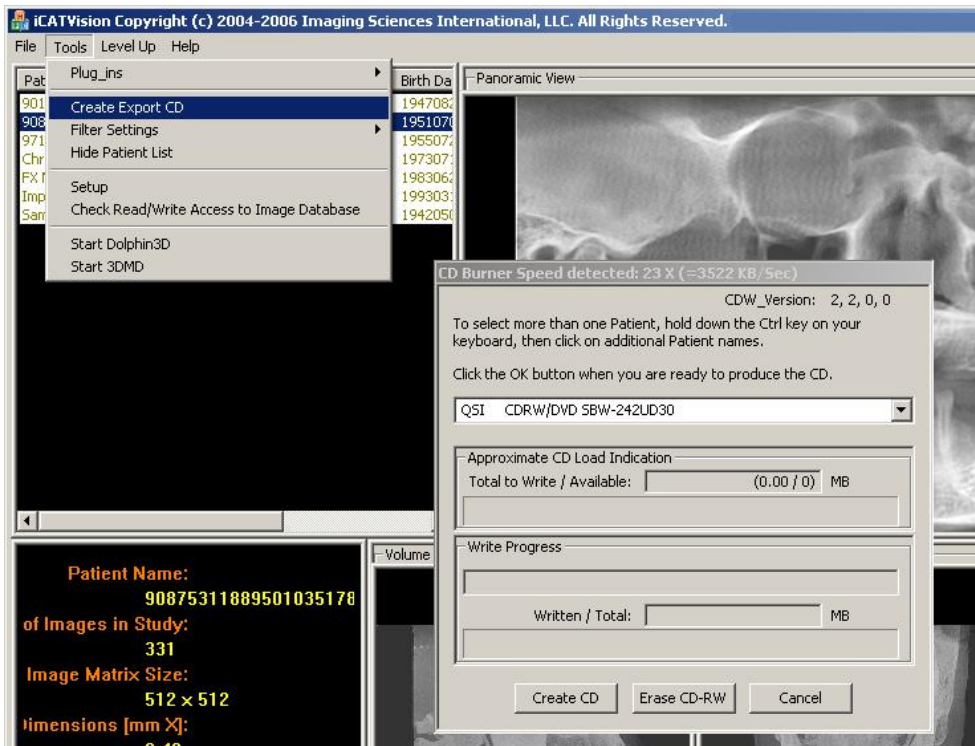 iCATVision Copyright (c) 2004-2006 Imaging Sciences International, LLC. All Rights Reserved.
File Tools Level Up Help
Pat
Birth Da
901
1947082
908
1951070
971
1955072
Chr
1973071
FX
1983062
Imp
1993031
Sam
1942050
Plug_ins
Create Export CD
Filter Settings
Hide Patient List
Setup
Check Read/Write Access to Image Database
Start Dolphin3D
Start 3DMD
Panoramic View
CD Burner Speed detected: 23 X (=3522 KB/Sec)
CDW_Version: 2, 2, 0, 0
To select more than one Patient, hold down the Ctrl key on your
keyboard, then click on additional Patient names.
Click the OK button when you are ready to produce the CD.
QSI CDRW/DVD SBW-242UD30
Approximate CD Load Indication
Total to Write / Available: (0.00 / 0) MB
Write Progress
Written / Total: MB
Create CD Erase CD-RW Cancel
Volume
Patient Name:
90875311889501035178
of Images in Study:
331
Image Matrix Size:
512 x 512
Dimensions [mm X]: